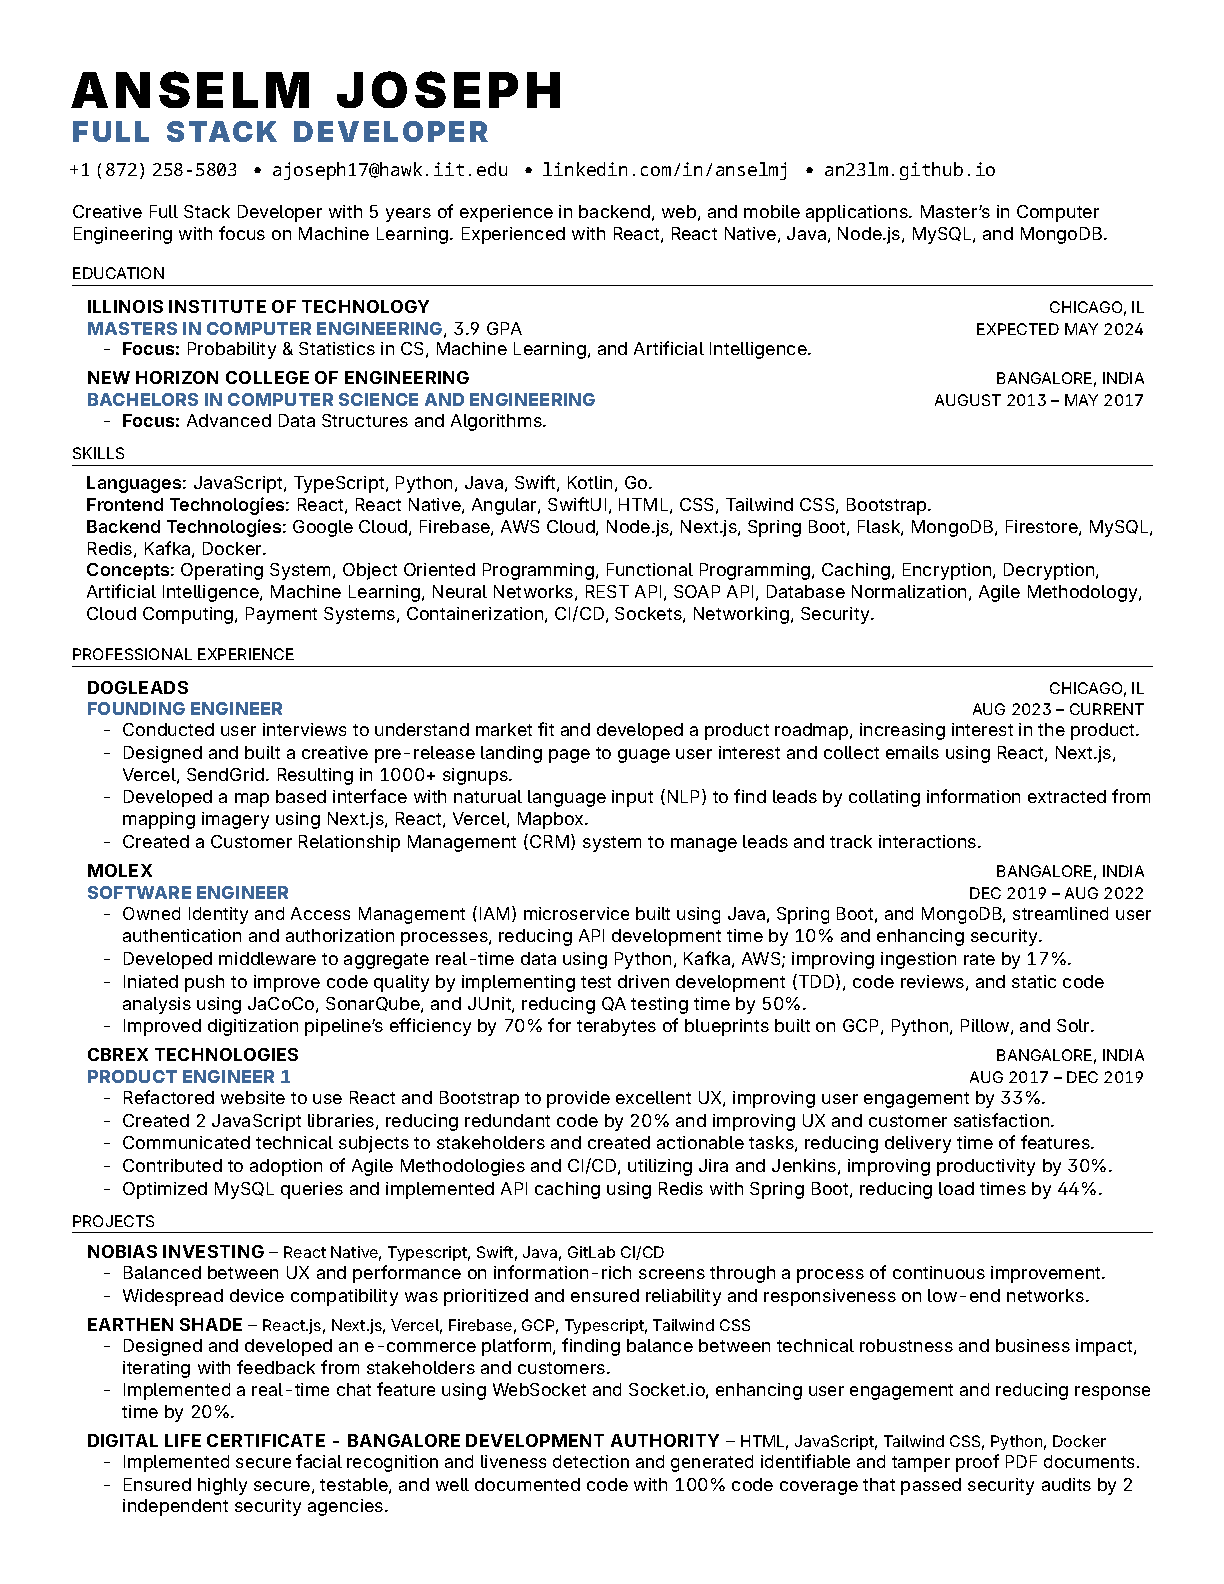 ANSELM JOSEPH
FULL STACK DEVELOPER
+1 (872) 258-5803 • ajoseph17@hawk.iit.edu • linkedin.com/in/anselmj • an23lm.github.io
Creative Full Stack Developer with 5 years of experience in backend, web, and mobile applications. Master's in Computer
Engineering with focus on Machine Learning. Experienced with React, React Native, Java, Node.js, MySQL, and MongoDB.
EDUCATION
ILLINOIS INSTITUTE OF TECHNOLOGY CHICAGO, IL
MASTERS IN COMPUTER ENGINEERING, 3.9 GPA EXPECTED MAY 2024
- Focus: Probability & Statistics in CS, Machine Learning, and Artificial Intelligence.
NEW HORIZON COLLEGE OF ENGINEERING BANGALORE, INDIA
BACHELORS IN COMPUTER SCIENCE AND ENGINEERING AUGUST 2013 – MAY 2017
- Focus: Advanced Data Structures and Algorithms.
SKILLS
Languages: JavaScript, TypeScript, Python, Java, Swift, Kotlin, Go.
Frontend Technologies: React, React Native, Angular, SwiftUI, HTML, CSS, Tailwind CSS, Bootstrap.
Backend Technologies: Google Cloud, Firebase, AWS Cloud, Node.js, Next.js, Spring Boot, Flask, MongoDB, Firestore, MySQL,
Redis, Kafka, Docker.
Concepts: Operating System, Object Oriented Programming, Functional Programming, Caching, Encryption, Decryption,
Artificial Intelligence, Machine Learning, Neural Networks, REST API, SOAP API, Database Normalization, Agile Methodology,
Cloud Computing, Payment Systems, Containerization, CI/CD, Sockets, Networking, Security.
PROFESSIONAL EXPERIENCE
DOGLEADS CHICAGO, IL
FOUNDING ENGINEER AUG 2023 – CURRENT
- Conducted user interviews to understand market fit and developed a product roadmap, increasing interest in the product.
- Designed and built a creative pre-release landing page to guage user interest and collect emails using React, Next.js,
Vercel, SendGrid. Resulting in 1000+ signups.
- Developed a map based interface with naturual language input (NLP) to find leads by collating information extracted from
mapping imagery using Next.js, React, Vercel, Mapbox.
- Created a Customer Relationship Management (CRM) system to manage leads and track interactions.
MOLEX BANGALORE, INDIA
SOFTWARE ENGINEER DEC 2019 – AUG 2022
- Owned Identity and Access Management (IAM) microservice built using Java, Spring Boot, and MongoDB, streamlined user
authentication and authorization processes, reducing API development time by 10% and enhancing security.
- Developed middleware to aggregate real-time data using Python, Kafka, AWS; improving ingestion rate by 17%.
- Iniated push to improve code quality by implementing test driven development (TDD), code reviews, and static code
analysis using JaCoCo, SonarQube, and JUnit, reducing QA testing time by 50%.
- Improved digitization pipeline's efficiency by 70% for terabytes of blueprints built on GCP, Python, Pillow, and Solr.
CBREX TECHNOLOGIES BANGALORE, INDIA
PRODUCT ENGINEER 1 AUG 2017 – DEC 2019
- Refactored website to use React and Bootstrap to provide excellent UX, improving user engagement by 33%.
- Created 2 JavaScript libraries, reducing redundant code by 20% and improving UX and customer satisfaction.
- Communicated technical subjects to stakeholders and created actionable tasks, reducing delivery time of features.
- Contributed to adoption of Agile Methodologies and CI/CD, utilizing Jira and Jenkins, improving productivity by 30%.
- Optimized MySQL queries and implemented API caching using Redis with Spring Boot, reducing load times by 44%.
PROJECTS
NOBIAS INVESTING – React Native, Typescript, Swift, Java, GitLab CI/CD
- Balanced between UX and performance on information-rich screens through a process of continuous improvement.
- Widespread device compatibility was prioritized and ensured reliability and responsiveness on low-end networks.
EARTHEN SHADE – React.js, Next.js, Vercel, Firebase, GCP, Typescript, Tailwind CSS
- Designed and developed an e-commerce platform, finding balance between technical robustness and business impact,
iterating with feedback from stakeholders and customers.
- Implemented a real-time chat feature using WebSocket and Socket.io, enhancing user engagement and reducing response
time by 20%.
DIGITAL LIFE CERTIFICATE - BANGALORE DEVELOPMENT AUTHORITY – HTML, JavaScript, Tailwind CSS, Python, Docker
- Implemented secure facial recognition and liveness detection and generated identifiable and tamper proof PDF documents.
- Ensured highly secure, testable, and well documented code with 100% code coverage that passed security audits by 2
independent security agencies.